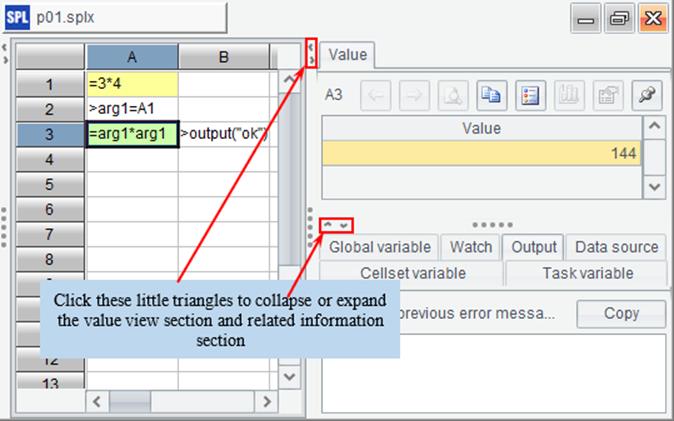 SPL p01.splx
A B
1 =3*4
2 >arg1=A1
3 =arg1*arg1 >output("ok")
4
5
6
7
8
12
13
Value
A3
Value
144
Global variable Watch Output Data source
Cellset variable Task variable
previous error messa... Copy
Click these little triangles to collapse or expand
the value view section and related information
section